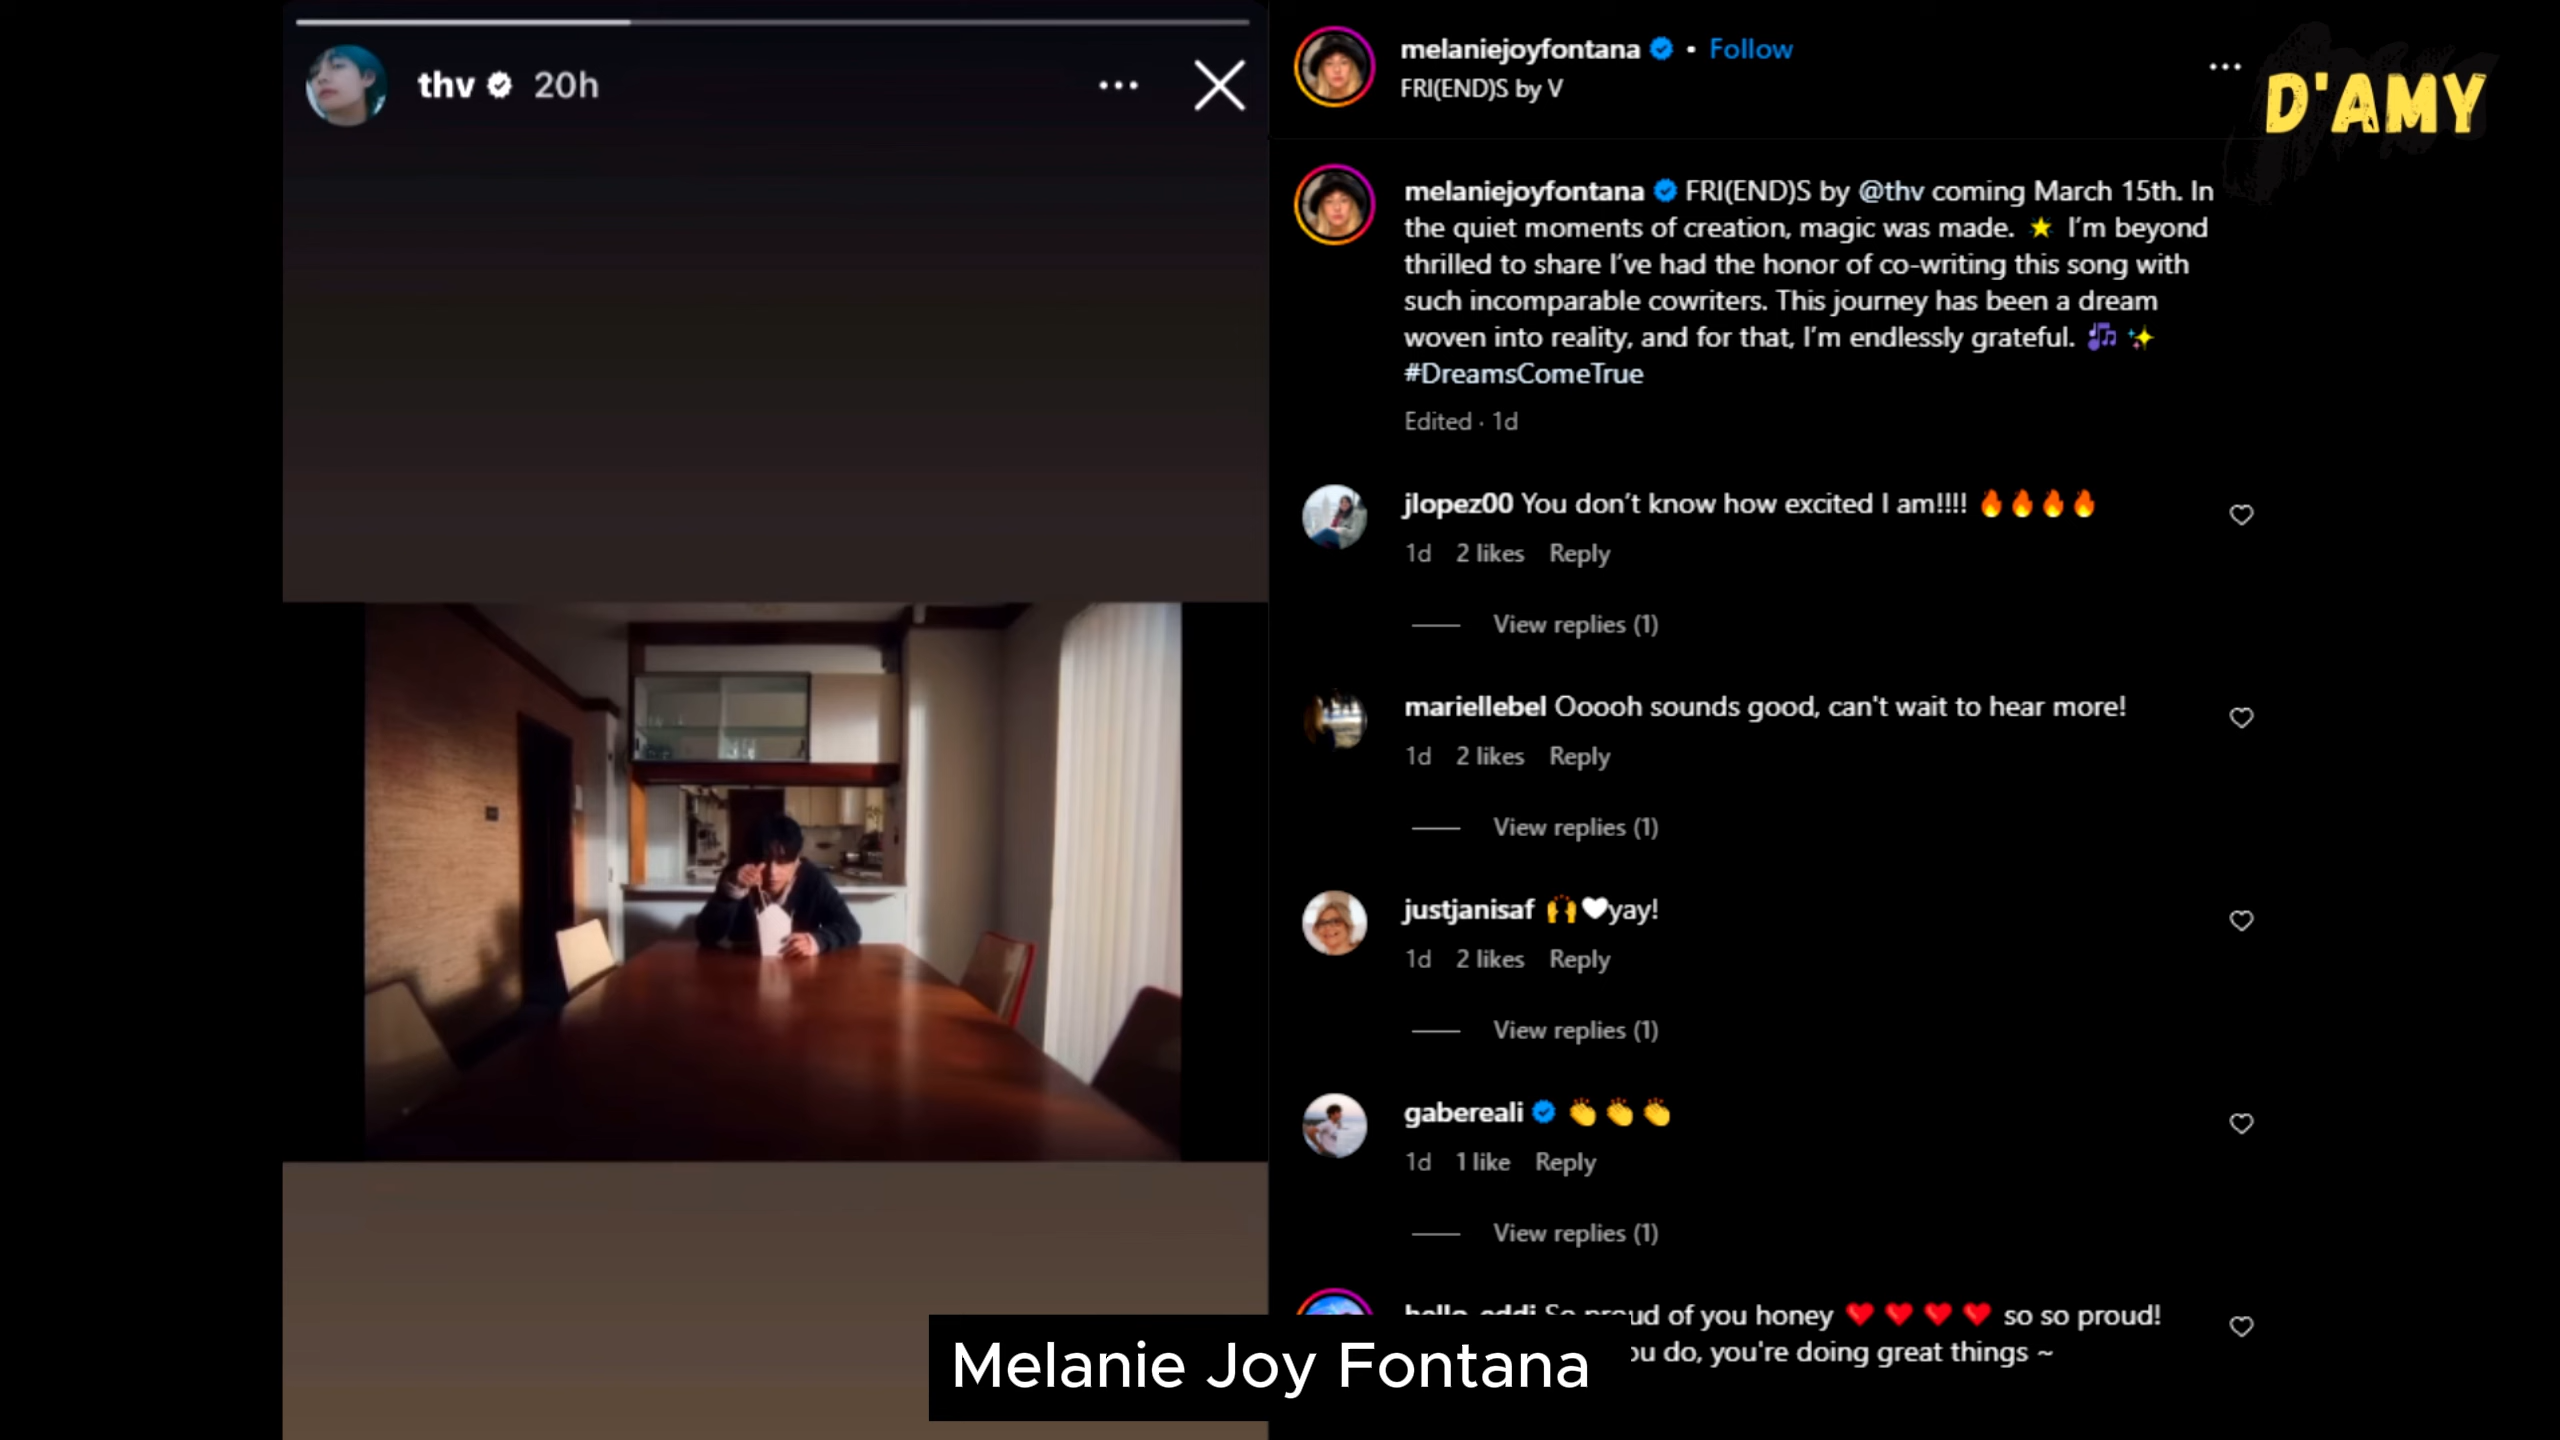 thv 20h
melaniejoyfontana • Follow
FRI(END)S by V
D'AMY
melaniejoyfontana FRI(END)S by @thv coming March 15th. In
the quiet moments of creation, magic was made. ⭐ I'm beyond
thrilled to share I've had the honor of co-writing this song with
such incomparable cowriters. This journey has been a dream
woven into reality, and for that, I'm endlessly grateful. 🎶 ✨
#DreamsComeTrue
Edited · 1d
jlopez00 You don't know how excited I am!!!! 🔥🔥🔥🔥
1d 2 likes Reply
View replies (1)
mariellebel Ooooh sounds good, can't wait to hear more!
1d 2 likes Reply
View replies (1)
justjanisaf 🙌🤍yay!
1d 2 likes Reply
View replies (1)
gabereali 👏👏👏
1d 1 like Reply
View replies (1)
of you honey ❤️❤️❤️❤️ so so proud!
do, you're doing great things ~
Melanie Joy Fontana